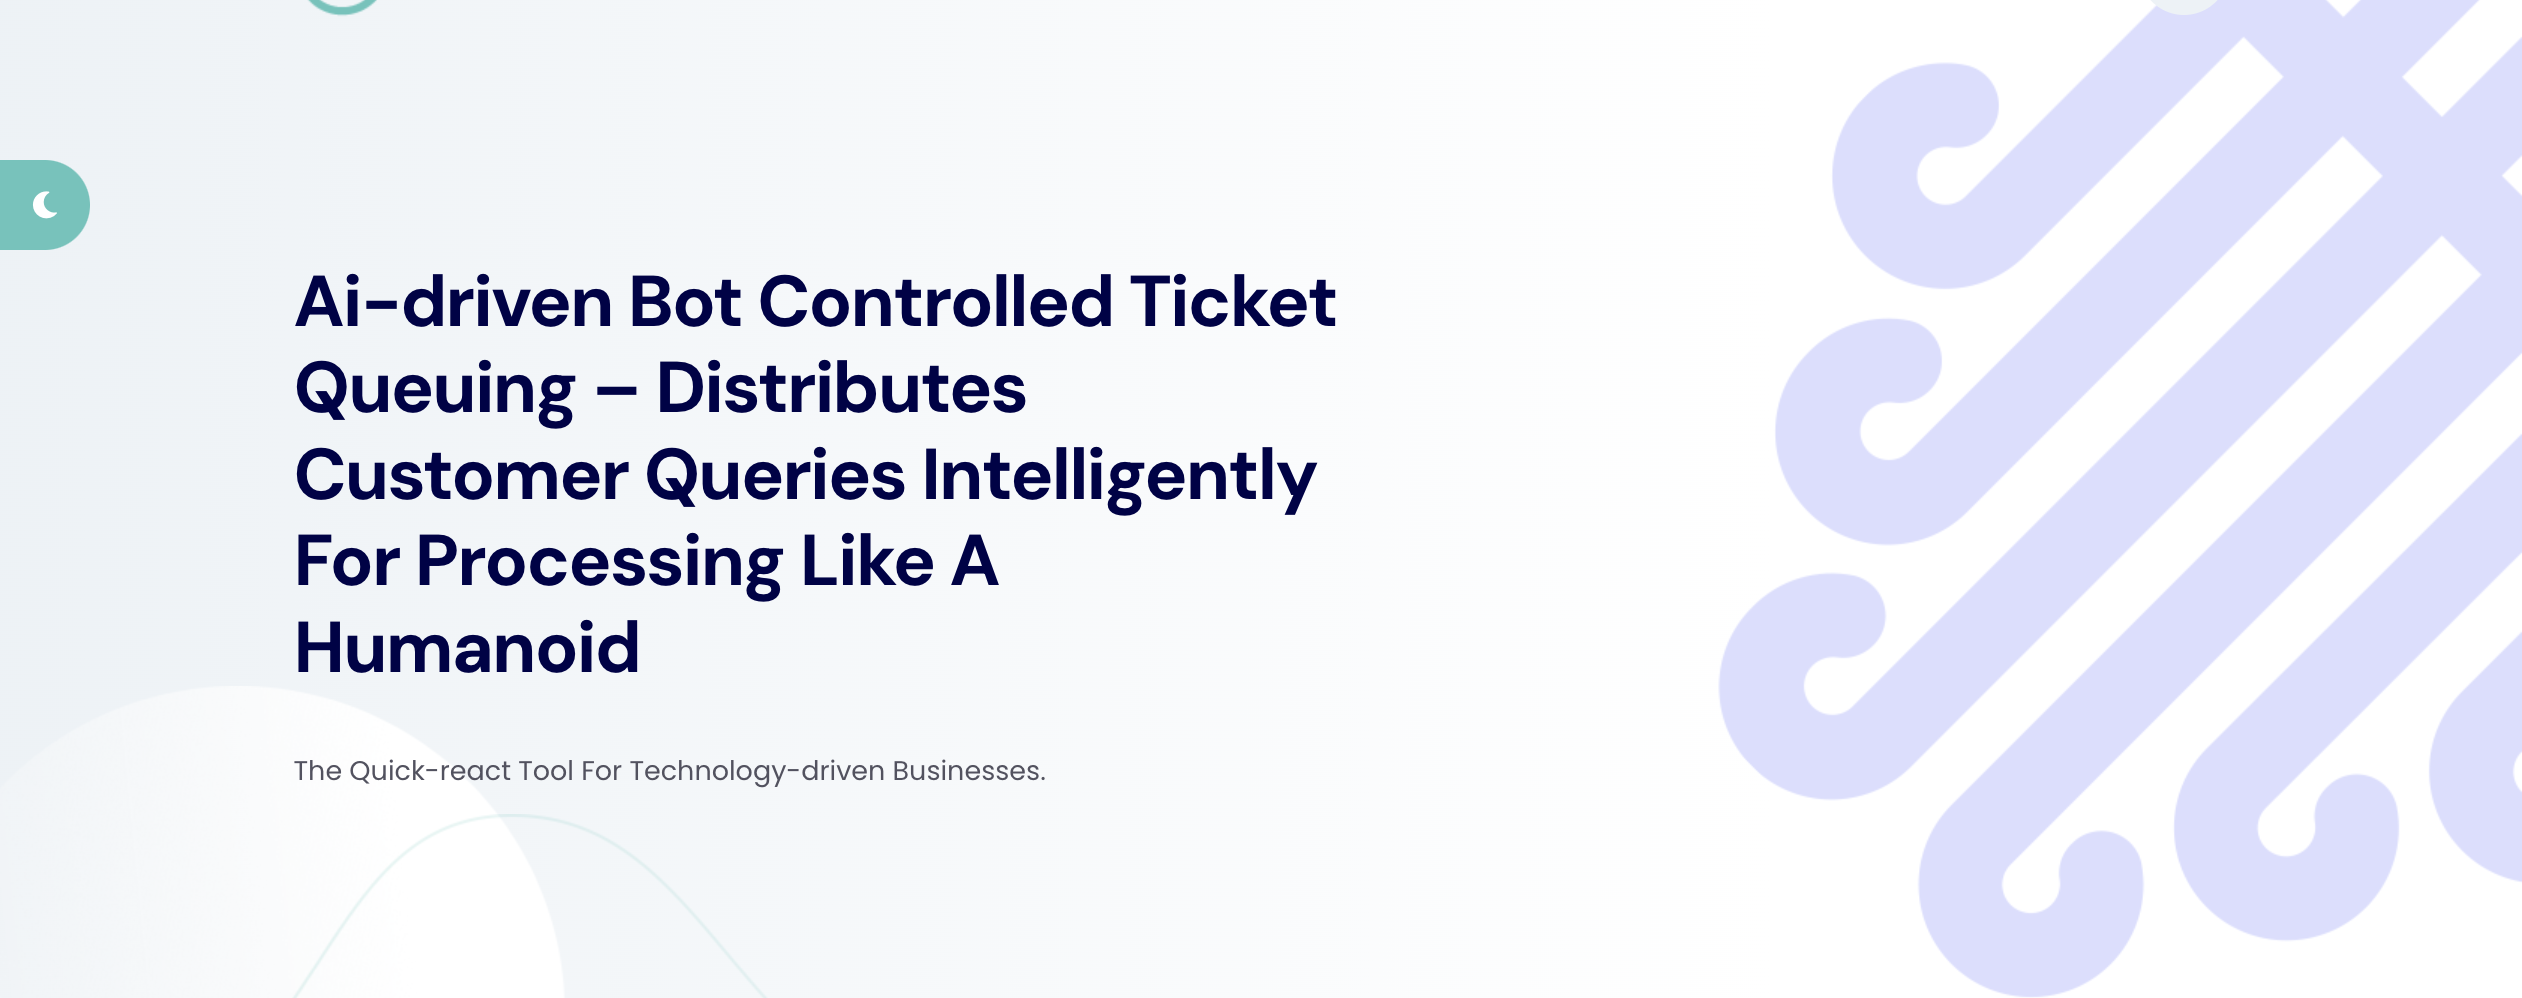 Ai-driven Bot Controlled Ticket
Queuing – Distributes
Customer Queries Intelligently
For Processing Like A
Humanoid
The Quick-react Tool For Technology-driven Businesses.